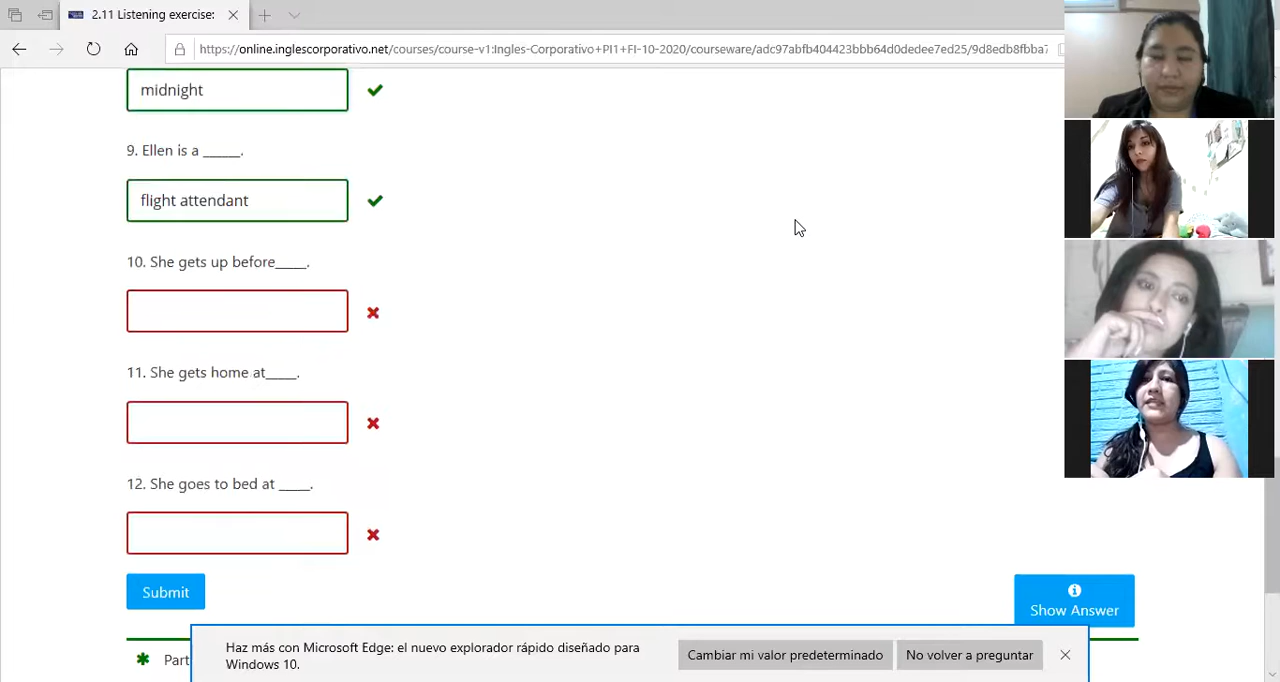 2.11 Listening exercise:
https://online.inglescorporativo.net/courses/course-v1:Ingles-Corporativo+PI1+FI-10-2020/courseware/adc97abfb404423bbb64d0dedee7ed25/9d8edb8fbba7
midnight
9. Ellen is a _____.
flight attendant
10. She gets up before____.
11. She gets home at____.
12. She goes to bed at ____.
Submit
Show Answer
Part
Haz más con Microsoft Edge: el nuevo explorador rápido diseñado para
Windows 10.
Cambiar mi valor predeterminado
No volver a preguntar